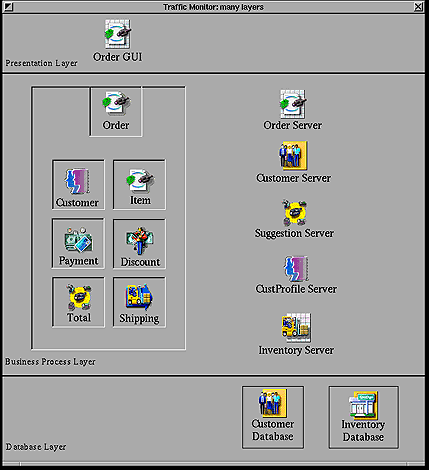 Traffic Monitor: many layers
Order GUI
Presentation Layer
Order
Order Server
Customer Server
Customer
Item
Suggestion Server
Payment
Discount
CustProfile Server
Total
Shipping
Inventory Server
Business Process Layer
Customer
Database
Inventory
Database
Database Layer